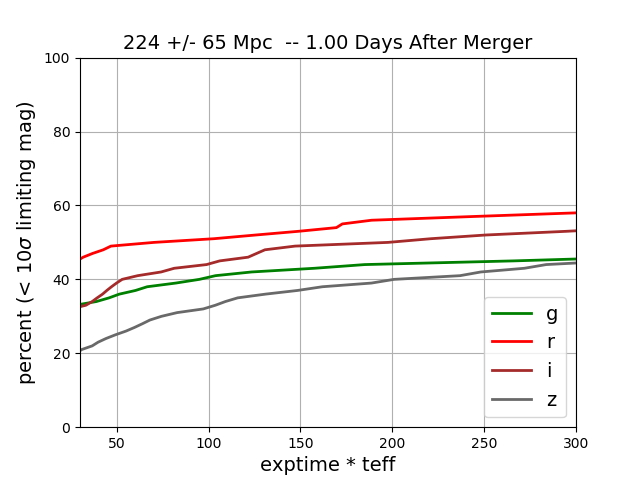 224 +/- 65 Mpc  -- 1.00 Days After Merger
percent (< 10σ limiting mag)
100
80
60
40
20
0
50
100
150
200
250
300
exptime * teff
g
r
i
z